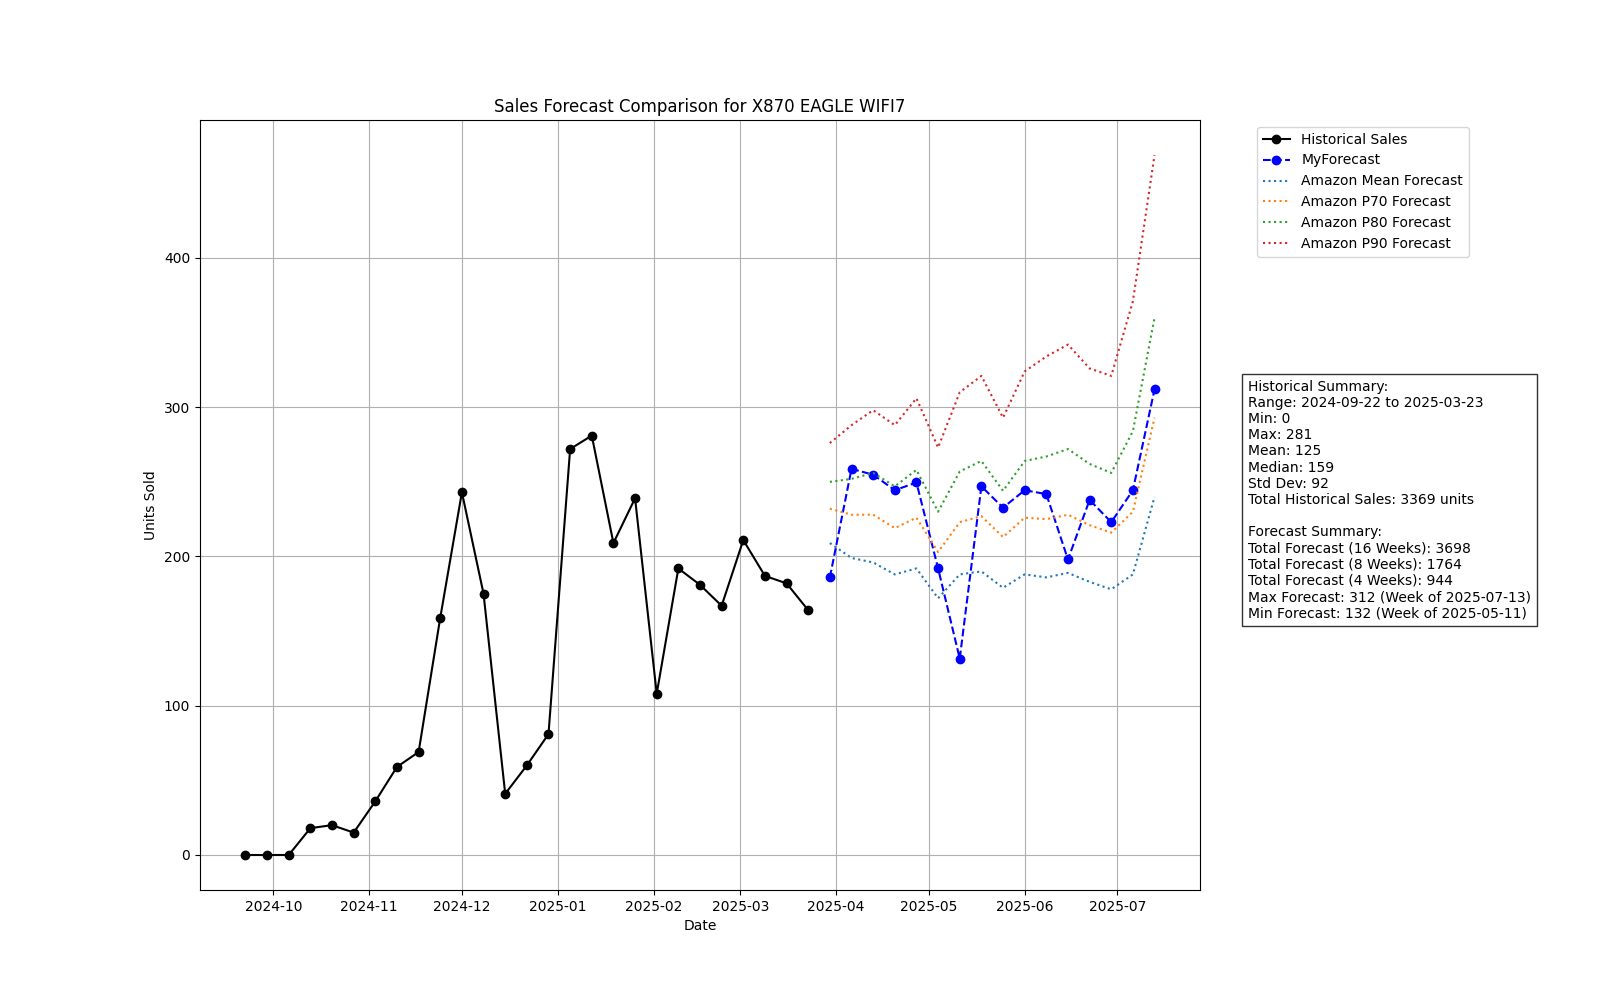 Sales Forecast Comparison for X870 EAGLE WIFI7
Historical Sales
MyForecast
Amazon Mean Forecast
Amazon P70 Forecast
Amazon P80 Forecast
Amazon P90 Forecast
Units Sold
400
300
200
100
0
2024-10 2024-11 2024-12 2025-01 2025-02 2025-03 2025-04 2025-05 2025-06 2025-07
Date
Historical Summary:
Range: 2024-09-22 to 2025-03-23
Min: 0
Max: 281
Mean: 125
Median: 159
Std Dev: 92
Total Historical Sales: 3369 units
Forecast Summary:
Total Forecast (16 Weeks): 3698
Total Forecast (8 Weeks): 1764
Total Forecast (4 Weeks): 944
Max Forecast: 312 (Week of 2025-07-13)
Min Forecast: 132 (Week of 2025-05-11)